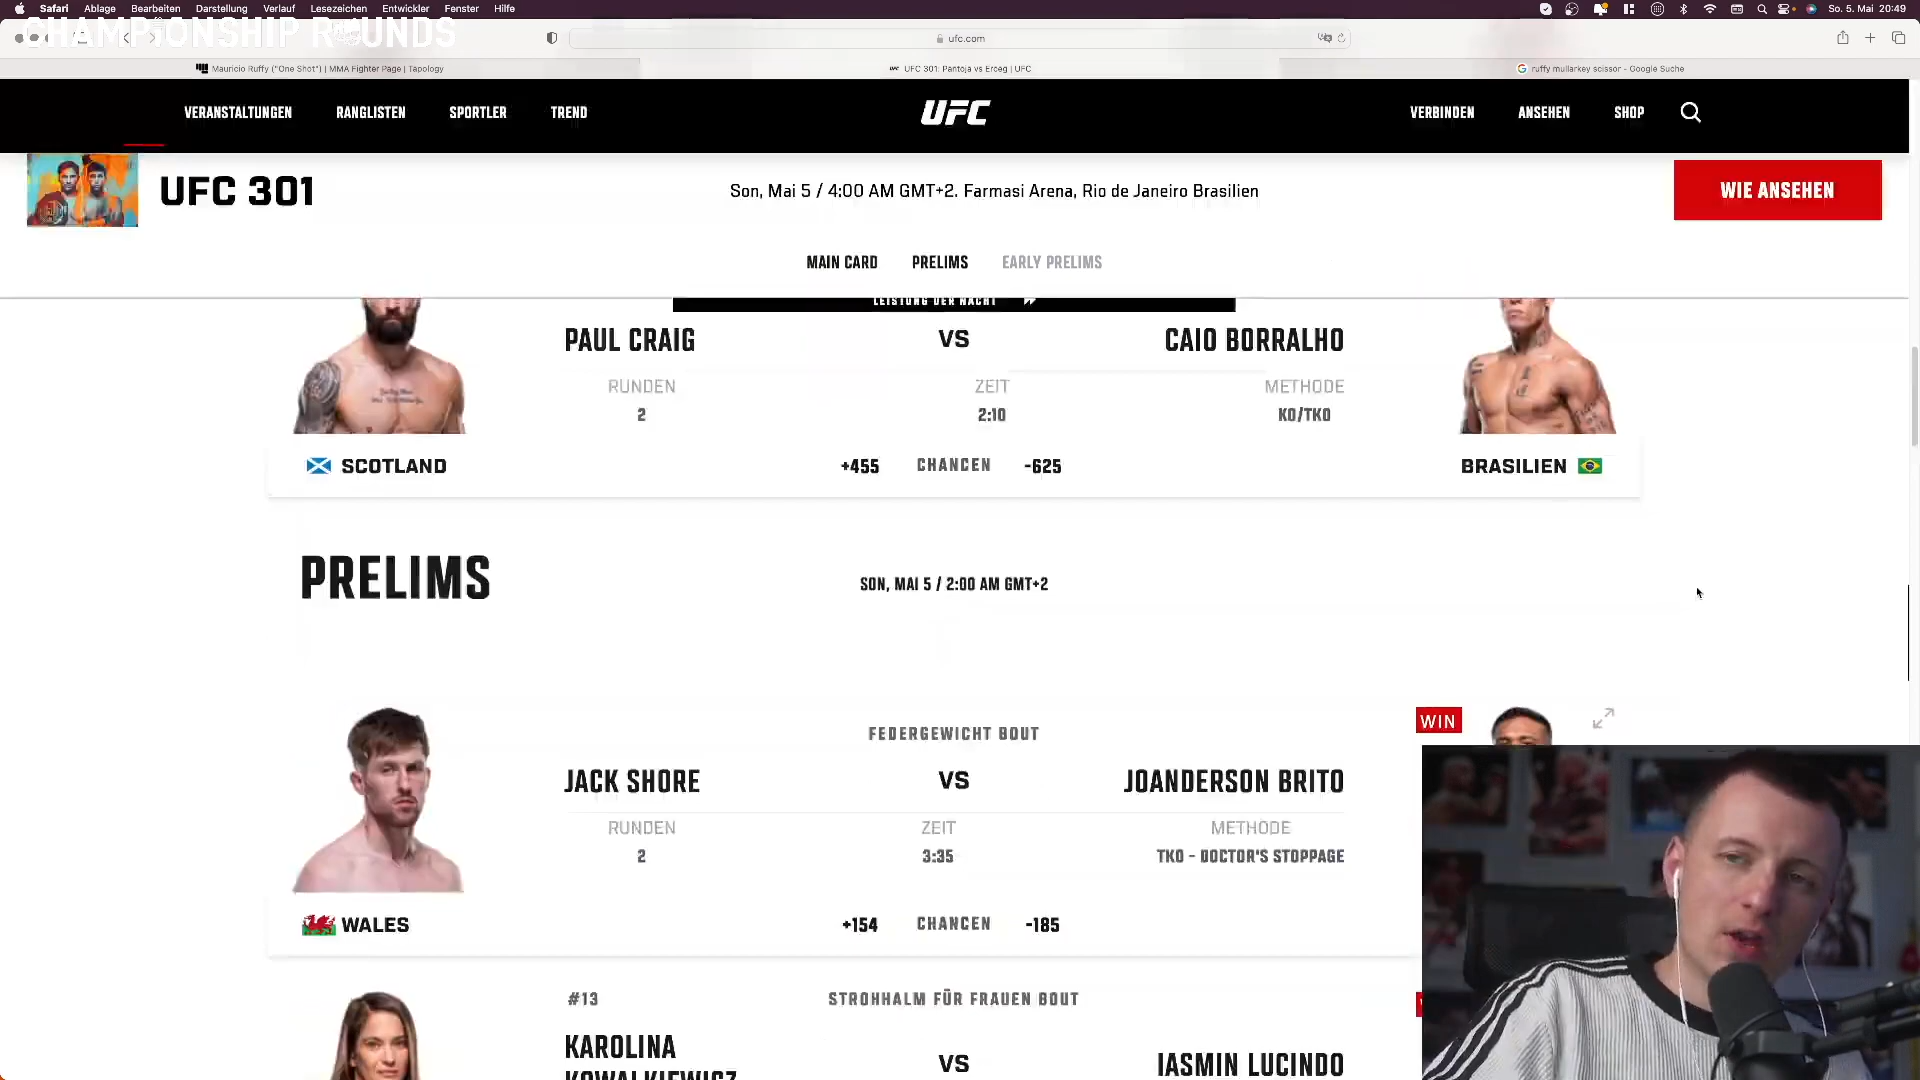 Safari Ablage Bearbeiten Darstellung Verlauf Lesezeichen Entwickler Fenster Hilfe So. 5. Mai 20:49
CHAMPIONSHIP ROUNDS
ufc.com
Mauricio Ruffy ("One Shot") | MMA Fighter Page | Tapology
UFC 301: Pantoja vs Erceg | UFC
ruffy mullarkey scissor - Google Suche
VERANSTALTUNGEN RANGLISTEN SPORTLER TREND UFC VERBINDEN ANSEHEN SHOP
UFC 301
Son, Mai 5 / 4:00 AM GMT+2. Farmasi Arena, Rio de Janeiro Brasilien
WIE ANSEHEN
MAIN CARD PRELIMS EARLY PRELIMS
LEISTUNG DER NACHT
PAUL CRAIG VS CAIO BORRALHO
RUNDEN ZEIT METHODE
2 2:10 KO/TKO
SCOTLAND +455 CHANCEN -625 BRASILIEN
PRELIMS
SON, MAI 5 / 2:00 AM GMT+2
WIN
FEDERGEWICHT BOUT
JACK SHORE VS JOANDERSON BRITO
RUNDEN ZEIT METHODE
2 3:35 TKO - DOCTOR'S STOPPAGE
WALES +154 CHANCEN -185
#13 STROHHALM FÜR FRAUEN BOUT
KAROLINA
KOWALKIEWICZ VS IASMIN LUCINDO